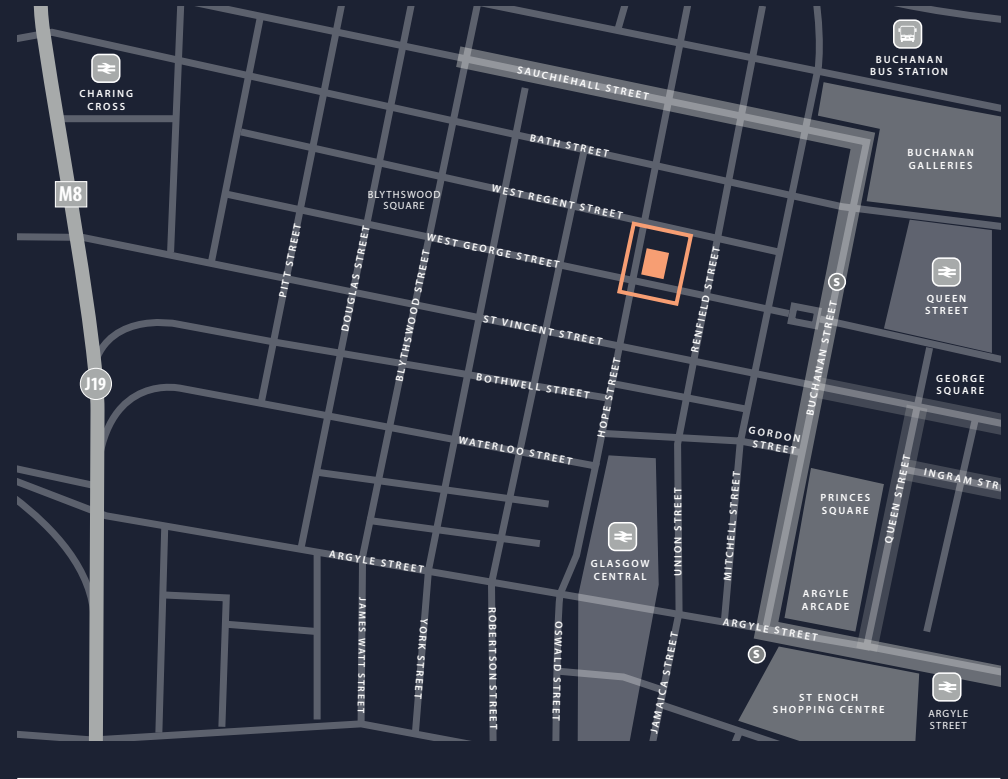 BUCHANAN
BUS STATION
SAUCHIEHALL STREET
CHARING
CROSS
BATH STREET
BUCHANAN
GALLERIES
M8
BLYTHSWOOD
SQUARE
WEST REGENT STREET
WEST GEORGE STREET
PITT STREET
DOUGLAS STREET
BLYTHSWOOD STREET
RENFIELD STREET
S
QUEEN
STREET
ST VINCENT STREET
BUCHANAN STREET
J19
BOTHWELL STREET
HOPE STREET
GEORGE
SQUARE
WATERLOO STREET
GORDON
STREET
INGRAM STR
PRINCES
SQUARE
QUEEN STREET
UNION STREET
MITCHELL STREET
GLASGOW
CENTRAL
ARGYLE STREET
ARGYLE
ARCADE
ARGYLE STREET
JAMES WATT STREET
YORK STREET
ROBERTSON STREET
OSWALD STREET
JAMAICA STREET
S
ST ENOCH
SHOPPING CENTRE
ARGYLE
STREET